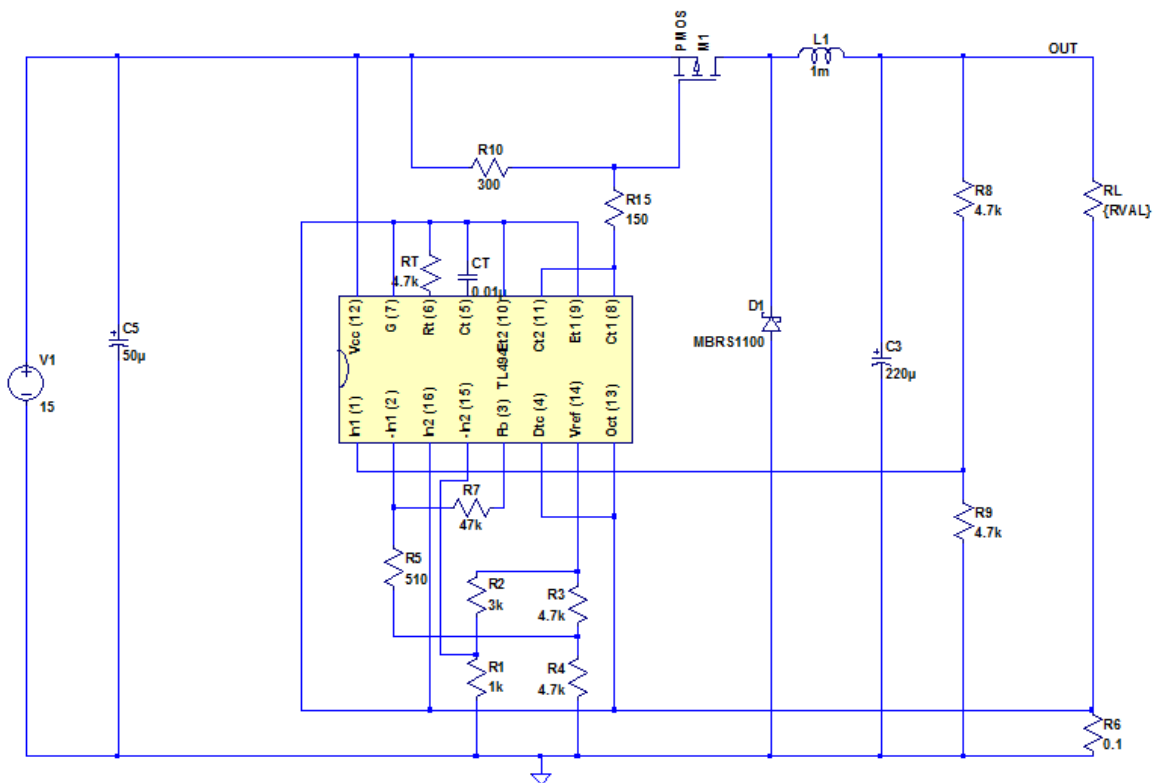 PMOS
M1
L1
1m
OUT
R10
300
R15
150
R8
4.7k
RL
{RVAL}
RT
4.7k
CT
0.01µ
Vcc (12)
G (7)
Rt (6)
Ct (5)
Et2 (10)
TL494
Ct2 (11)
Et1 (9)
Ct1 (8)
D1
MBRS1100
C5
50µ
C3
220µ
V1
15
In1 (1)
-In1 (2)
In2 (16)
-In2 (15)
Fb (3)
Dtc (4)
Vref (14)
Oct (13)
R7
47k
R9
4.7k
R5
510
R2
3k
R3
4.7k
R1
1k
R4
4.7k
R6
0.1